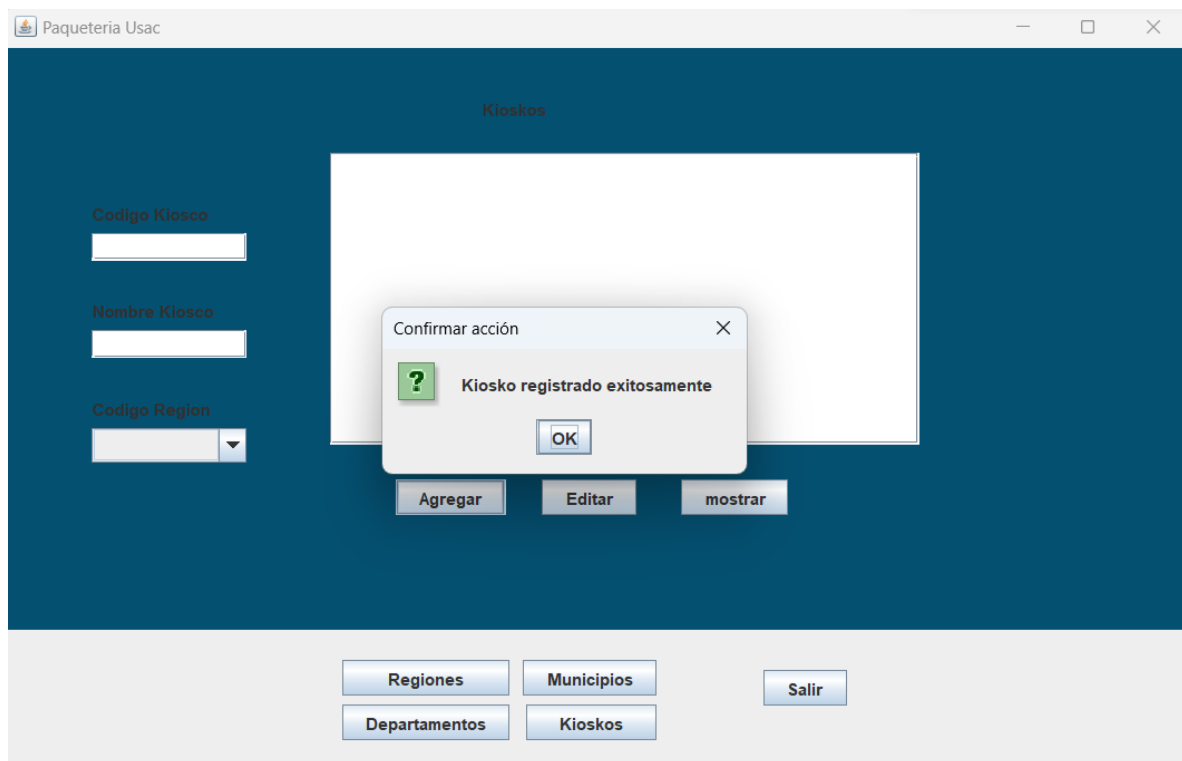 Paqueteria Usac
Kioskos
Codigo Kiosco
Nombre Kiosco
Codigo Region
Confirmar acción
?
Kiosko registrado exitosamente
OK
Agregar Editar mostrar
Regiones Municipios
Salir
Departamentos Kioskos